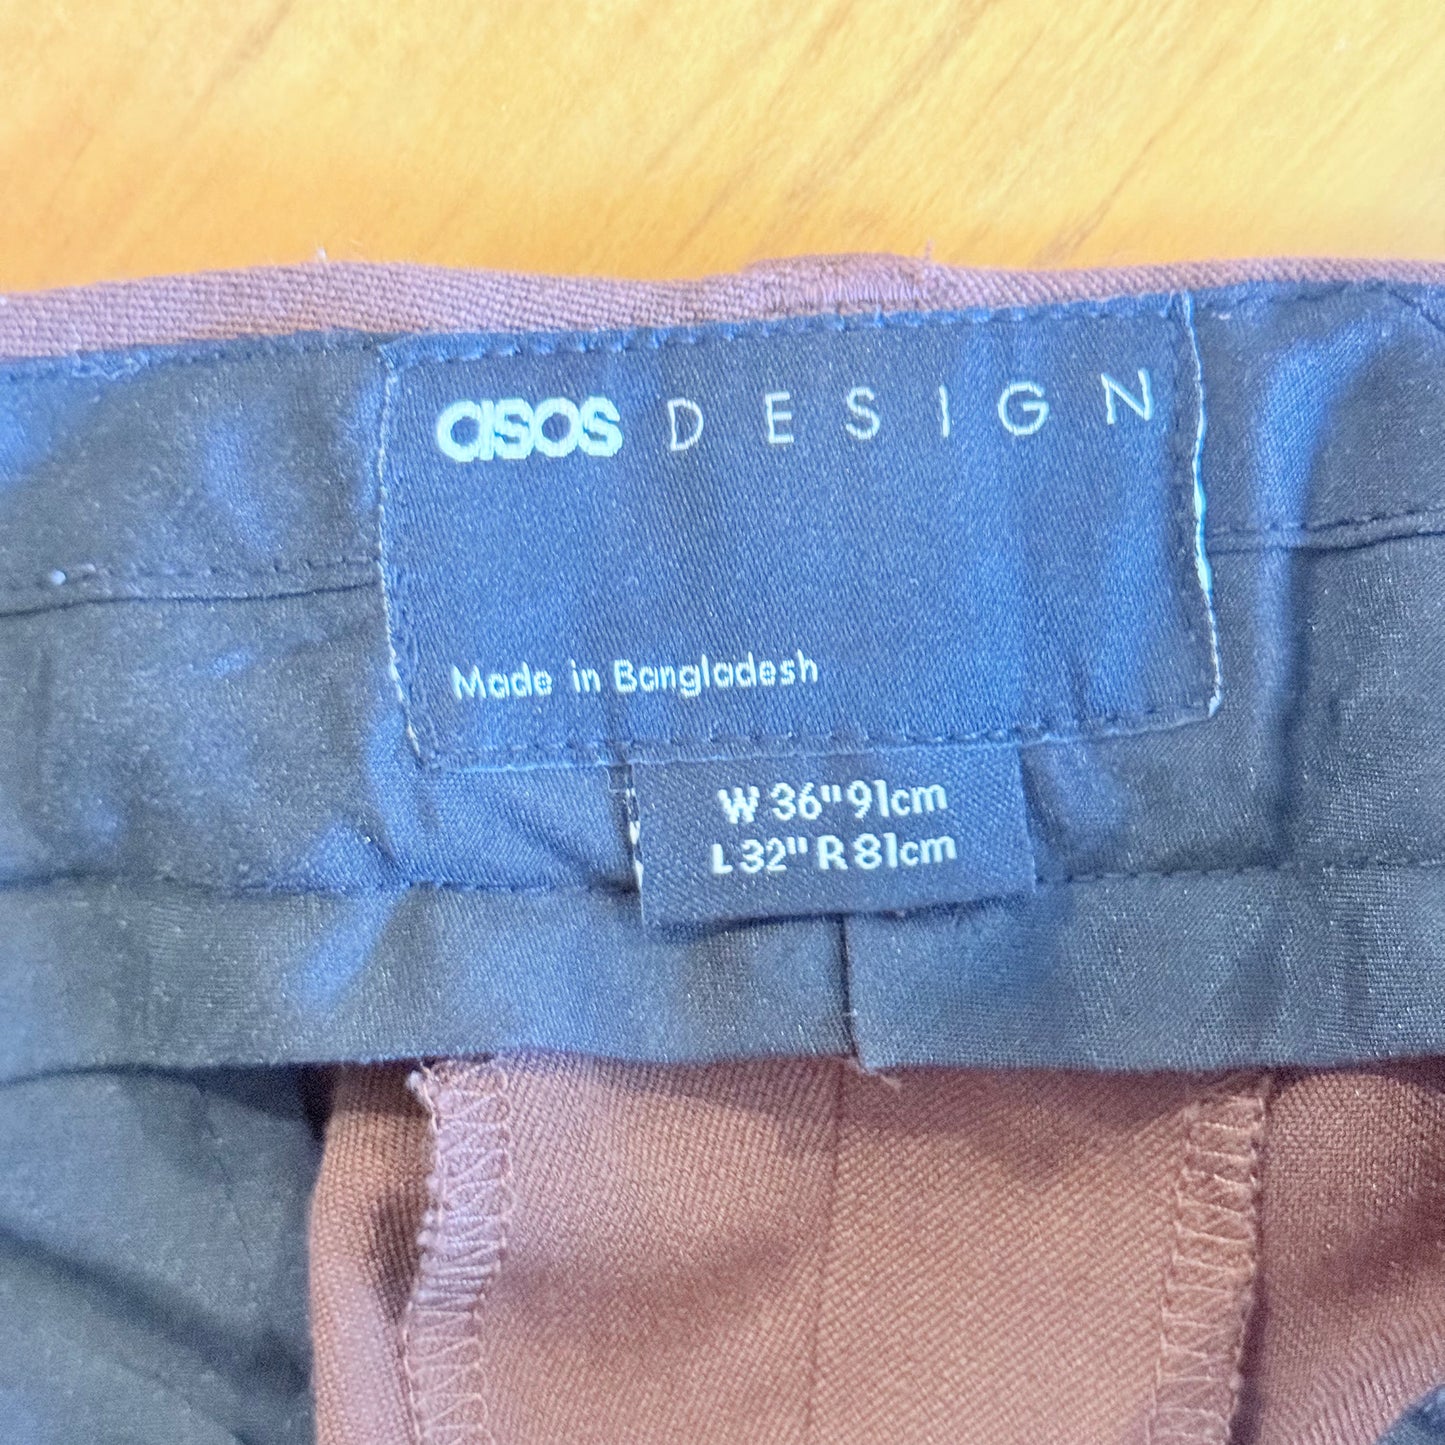 asos DESIGN
Made in Bangladesh
W 36" 91cm
L 32" R 81cm